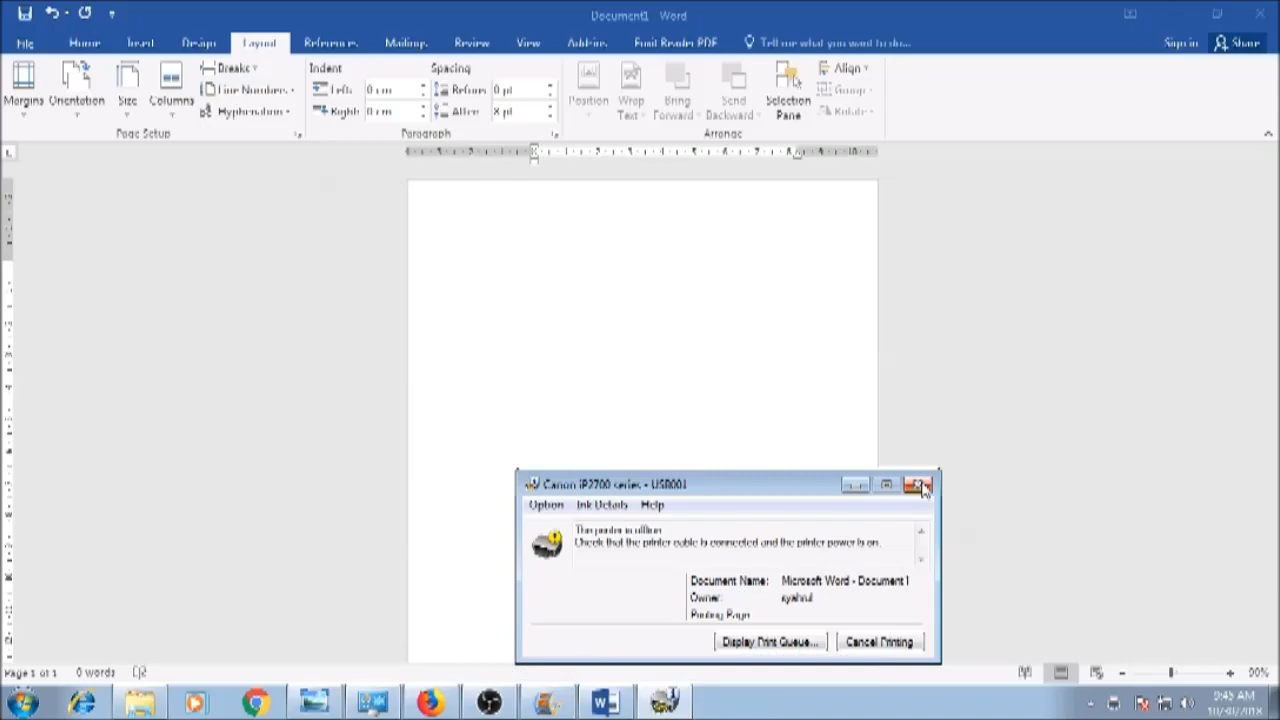 Document1 Word
File Home Insert Design Layout References Mailings Review View Add-ins Foxit Reader PDF Tell me what you want to do... Sign in Share
Breaks
Line Numbers
Hyphenation
Margins Orientation Size Columns
Page Setup
Indent Spacing
Left: 0 cm Before: 0 pt
Right: 0 cm After: 8 pt
Paragraph
Position Wrap Text Bring Forward Send Backward Selection Pane
Align
Group
Rotate
Arrange
Canon iP2700 series - USB001
Option Ink Details Help
The printer is offline.
Check that the printer cable is connected and the printer power is on.
Document Name: Microsoft Word - Document1
Owner: syahrul
Printing Page
Display Print Queue... Cancel Printing
Page 1 of 1 0 words 90%
9:45 AM